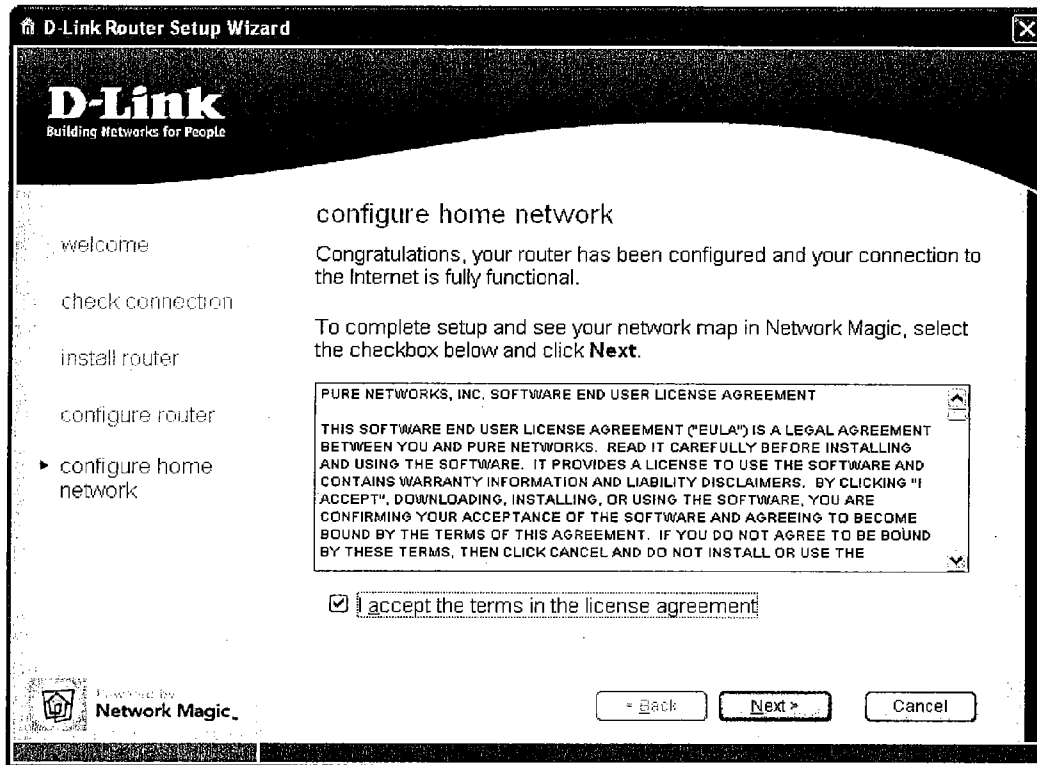 D-Link Router Setup Wizard
D-Link
Building Networks for People
welcome
check connection
install router
configure router
configure home
network
configure home network
Congratulations, your router has been configured and your connection to
the Internet is fully functional.
To complete setup and see your network map in Network Magic, select
the checkbox below and click Next.
PURE NETWORKS, INC. SOFTWARE END USER LICENSE AGREEMENT
THIS SOFTWARE END USER LICENSE AGREEMENT ("EULA") IS A LEGAL AGREEMENT
BETWEEN YOU AND PURE NETWORKS. READ IT CAREFULLY BEFORE INSTALLING
AND USING THE SOFTWARE. IT PROVIDES A LICENSE TO USE THE SOFTWARE AND
CONTAINS WARRANTY INFORMATION AND LIABILITY DISCLAIMERS. BY CLICKING "I
ACCEPT", DOWNLOADING, INSTALLING, OR USING THE SOFTWARE, YOU ARE
CONFIRMING YOUR ACCEPTANCE OF THE SOFTWARE AND AGREEING TO BECOME
BOUND BY THE TERMS OF THIS AGREEMENT. IF YOU DO NOT AGREE TO BE BOUND
BY THESE TERMS, THEN CLICK CANCEL AND DO NOT INSTALL OR USE THE
I accept the terms in the license agreement
Powered by
Network Magic.
< Back
Next >
Cancel